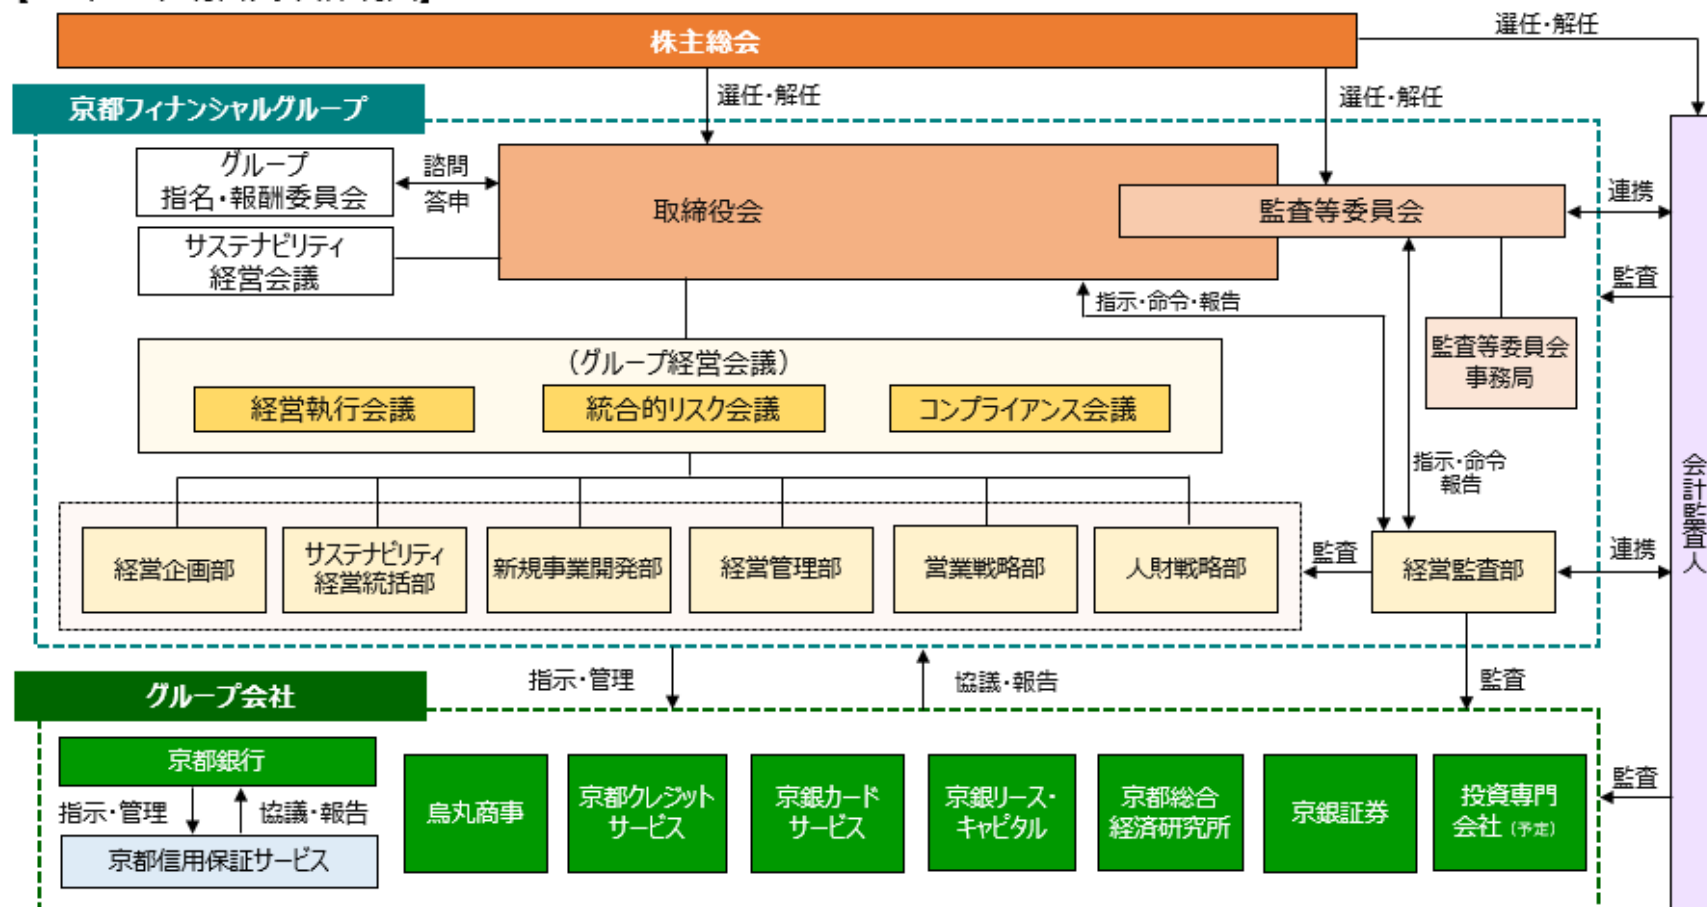 株主総会
選任・解任
選任・解任
選任・解任
京都フィナンシャルグループ
グループ
指名・報酬委員会
諮問
答申
取締役会
監査等委員会
連携
サステナビリティ
経営会議
監査
指示・命令・報告
監査等委員会
事務局
(グループ経営会議)
経営執行会議
統合的リスク会議
コンプライアンス会議
指示・命令
報告
会計監査人
経営企画部
サステナビリティ
経営統括部
新規事業開発部
経営管理部
営業戦略部
人財戦略部
監査
経営監査部
連携
指示・管理
協議・報告
監査
グループ会社
京都銀行
指示・管理
協議・報告
京都信用保証サービス
烏丸商事
京都クレジット
サービス
京銀カード
サービス
京銀リース・
キャピタル
京都総合
経済研究所
京銀証券
投資専門
会社(予定)
監査